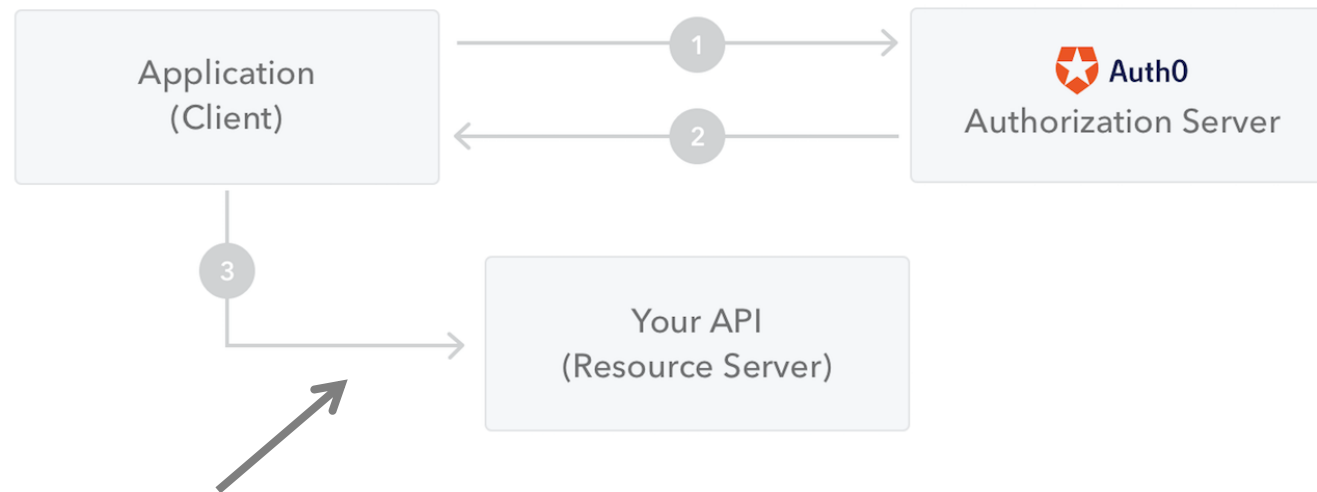 Application
(Client)
1
2
Auth0
Authorization Server
3
Your API
(Resource Server)